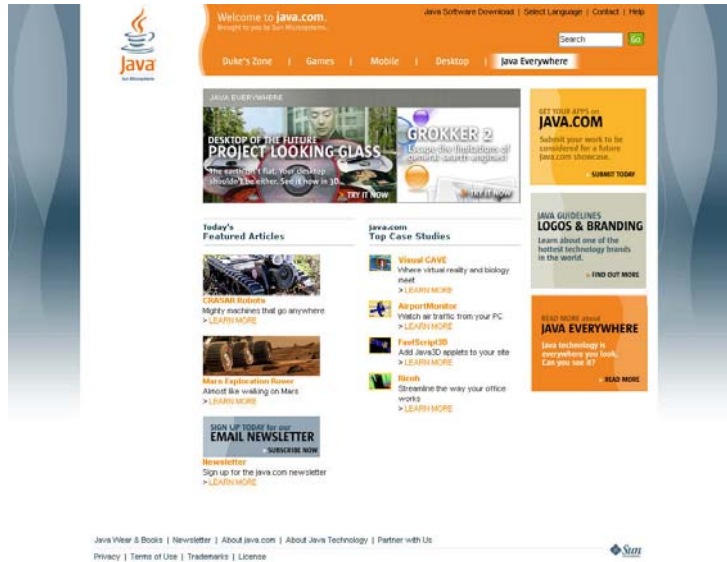 Java Software Download | Select Language | Contact | Help
Welcome to java.com.
Brought to you by Sun Microsystems.
Search Go
Java
Sun Microsystems
Duke's Zone | Games | Mobile | Desktop | Java Everywhere
JAVA EVERYWHERE
DESKTOP OF THE FUTURE
PROJECT LOOKING GLASS
The earth isn't flat. Your desktop
shouldn't be either. See it now in 3D.
> TRY IT NOW
GROKKER 2
Escape the limitations of
general search engines!
> TRY IT NOW
GET YOUR APPS on
JAVA.COM
Submit your work to be
considered for a future
Java.com showcase.
> SUBMIT TODAY
JAVA GUIDELINES
LOGOS & BRANDING
Learn about one of the
hottest technology brands
in the world.
> FIND OUT MORE
READ MORE about
JAVA EVERYWHERE
Java technology is
everywhere you look.
Can you see it?
> READ MORE
Today's
Featured Articles
CRASAR Robots
Mighty machines that go anywhere
> LEARN MORE
Mars Exploration Rover
Almost like walking on Mars
> LEARN MORE
SIGN UP TODAY for our
EMAIL NEWSLETTER
> SUBSCRIBE NOW
Newsletter
Sign up for the java.com newsletter
> LEARN MORE
java.com
Top Case Studies
Visual CAVE
Where virtual reality and biology
meet
> LEARN MORE
AirportMonitor
Watch air traffic from your PC
> LEARN MORE
FastScript3D
Add Java3D applets to your site
> LEARN MORE
Ricoh
Streamline the way your office
works
> LEARN MORE
Java Wear & Books | Newsletter | About java.com | About Java Technology | Partner with Us
Privacy | Terms of Use | Trademarks | License
Sun